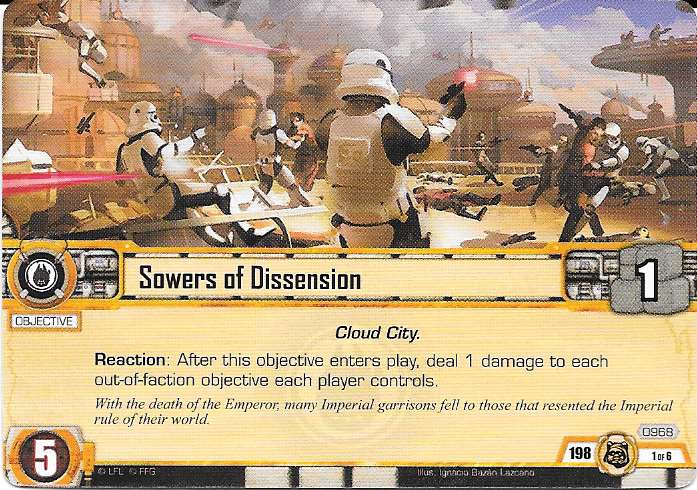 Sowers of Dissension
1
OBJECTIVE
Cloud City.
Reaction: After this objective enters play, deal 1 damage to each
out-of-faction objective each player controls.
With the death of the Emperor, many Imperial garrisons fell to those that resented the Imperial
rule of their world.
0968
5
198
1 OF 6
© LFL © FFG
Illus. Ignacio Bazán Lazcano